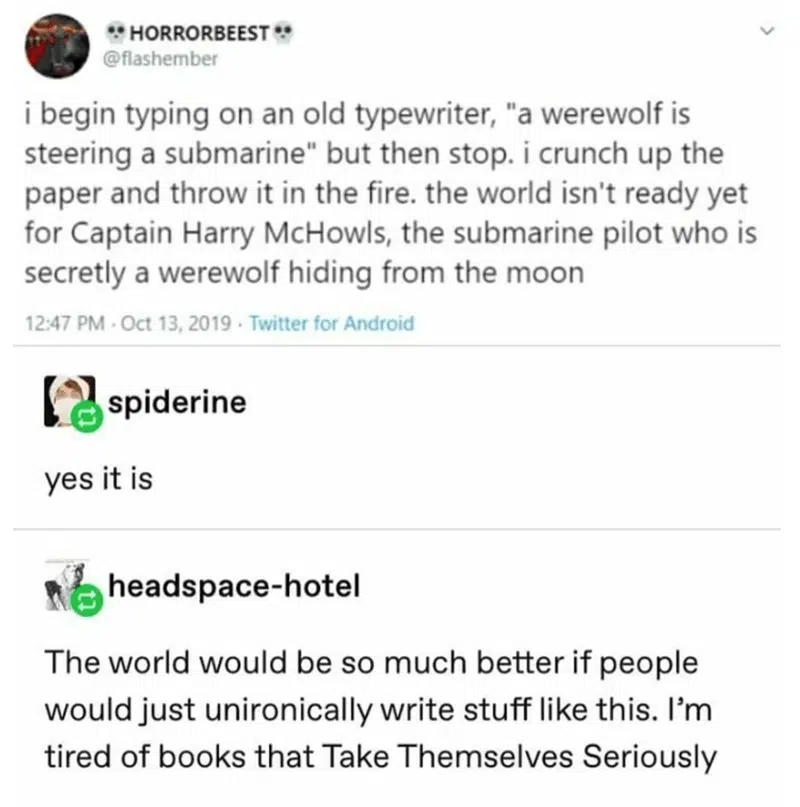 💀HORRORBEEST💀
@flashember
i begin typing on an old typewriter, "a werewolf is
steering a submarine" but then stop. i crunch up the
paper and throw it in the fire. the world isn't ready yet
for Captain Harry McHowls, the submarine pilot who is
secretly a werewolf hiding from the moon
12:47 PM · Oct 13, 2019 · Twitter for Android
spiderine
yes it is
headspace-hotel
The world would be so much better if people
would just unironically write stuff like this. I’m
tired of books that Take Themselves Seriously